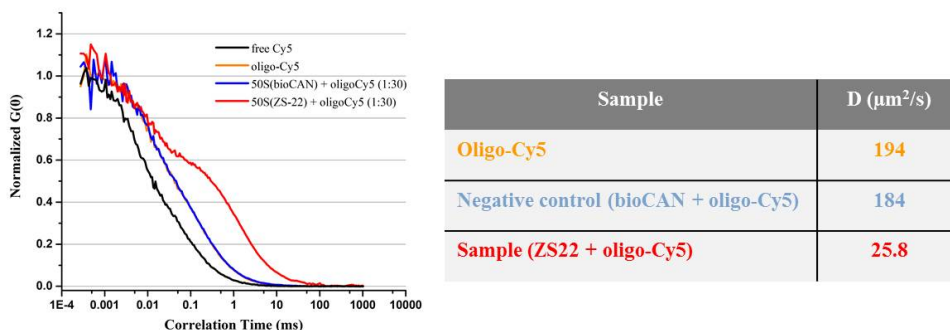 free Cy5
oligo-Cy5
50S(bioCAN) + oligoCy5 (1:30)
50S(ZS-22) + oligoCy5 (1:30)
Normalized G(0)
1.2
1.0
0.8
0.6
0.4
0.2
0.0
1E-4 0.001 0.01 0.1 1 10 100 1000 10000
Correlation Time (ms)
Sample D (μm²/s)
Oligo-Cy5 194
Negative control (bioCAN + oligo-Cy5) 184
Sample (ZS22 + oligo-Cy5) 25.8